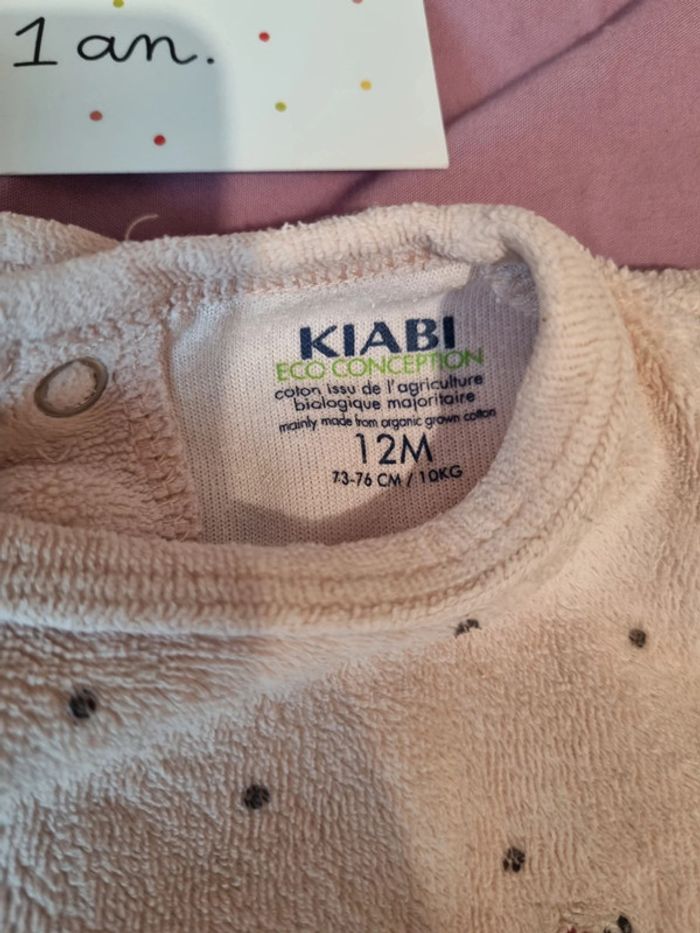 1 an.
KIABI
ECO CONCEPTION
coton issu de l'agriculture
biologique majoritaire
mainly made from organic grown cotton
12M
73-76 CM / 10KG